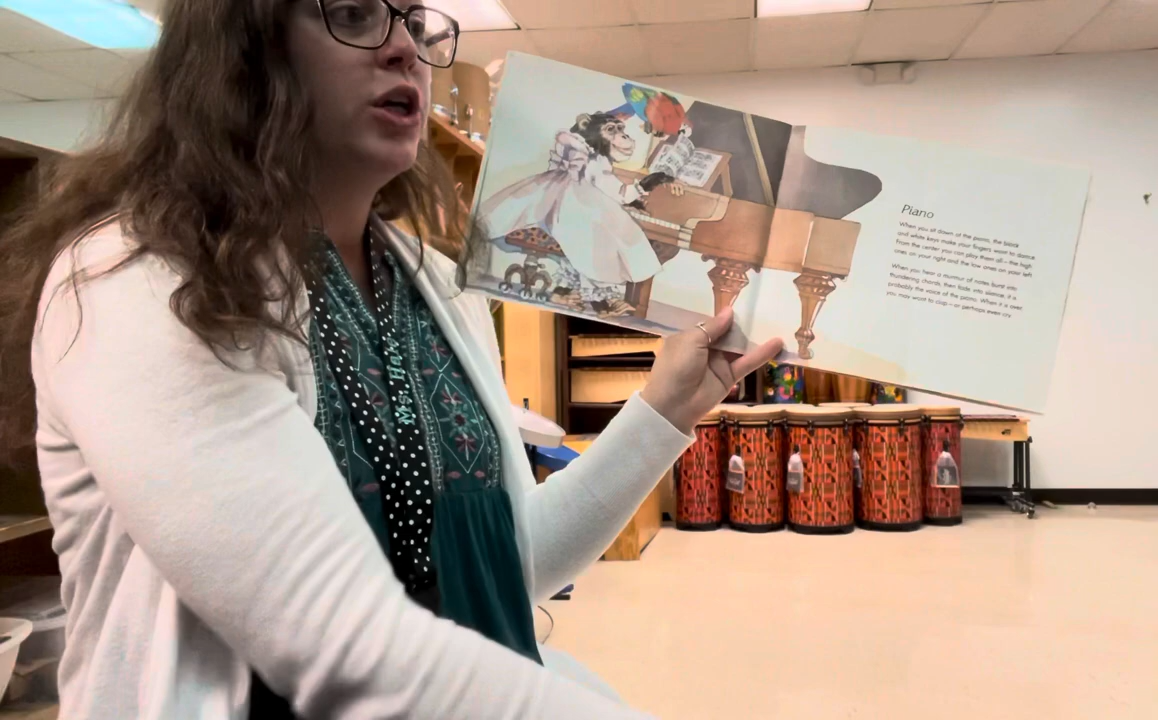 Piano
When you sit down at the piano, the black
and white keys make your fingers want to dance
From the center you can play them all—the high
ones on your right and the low ones on your left
When you hear a murmur of notes burst into
thundering chords, then fade into silence, it is
probably the voice of the piano. When it is over
you may want to clap—or perhaps even cry
Ms. Har